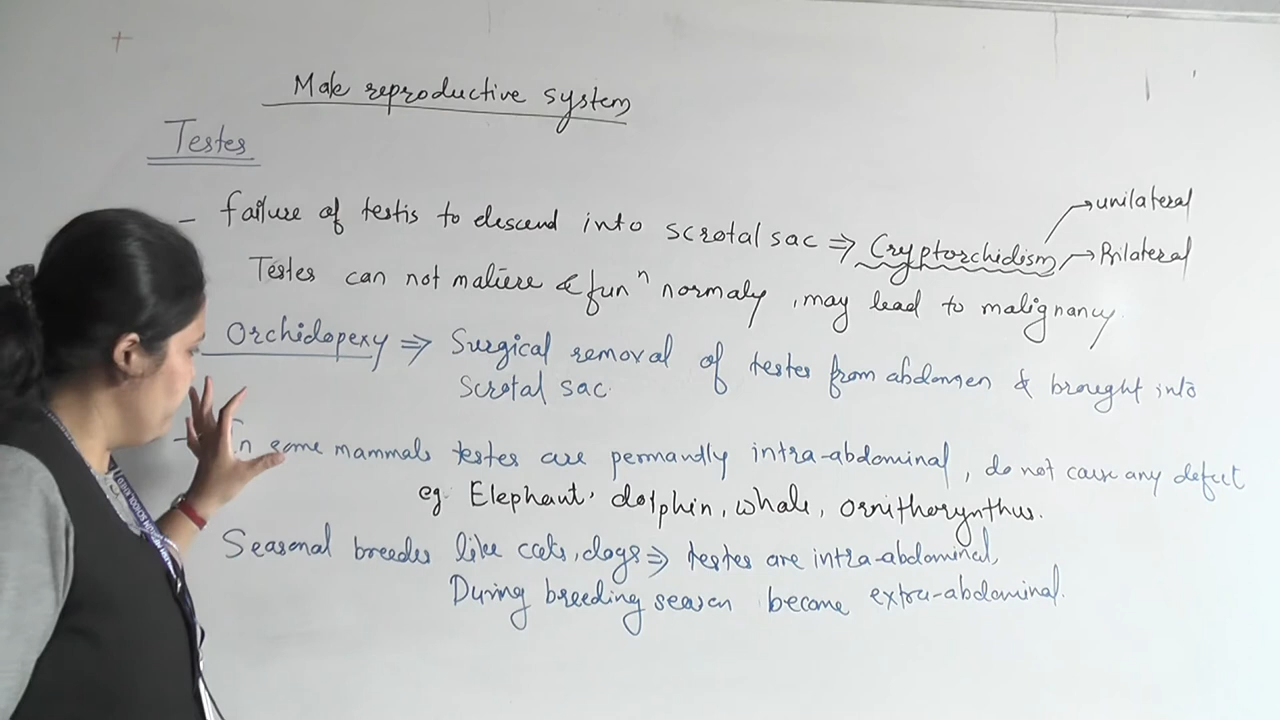 Male reproductive system
Testes
- failure of testis to descend into scrotal sac ⇒ Cryptorchidism → unilateral
→ Bilateral
Testes can not mature & funⁿ normaly, may lead to malignancy.
Orchidopexy ⇒ Surgical removal of testes from abdomen & brought into
Scrotal sac.
- In some mammals testes are permandly intra-abdominal, do not cause any defect
eg. Elephant, dolphin, whale, ornithorynthus.
Seasonal breeder like cats, dogs ⇒ testes are intra-abdominal,
During breeding season become extra-abdominal.